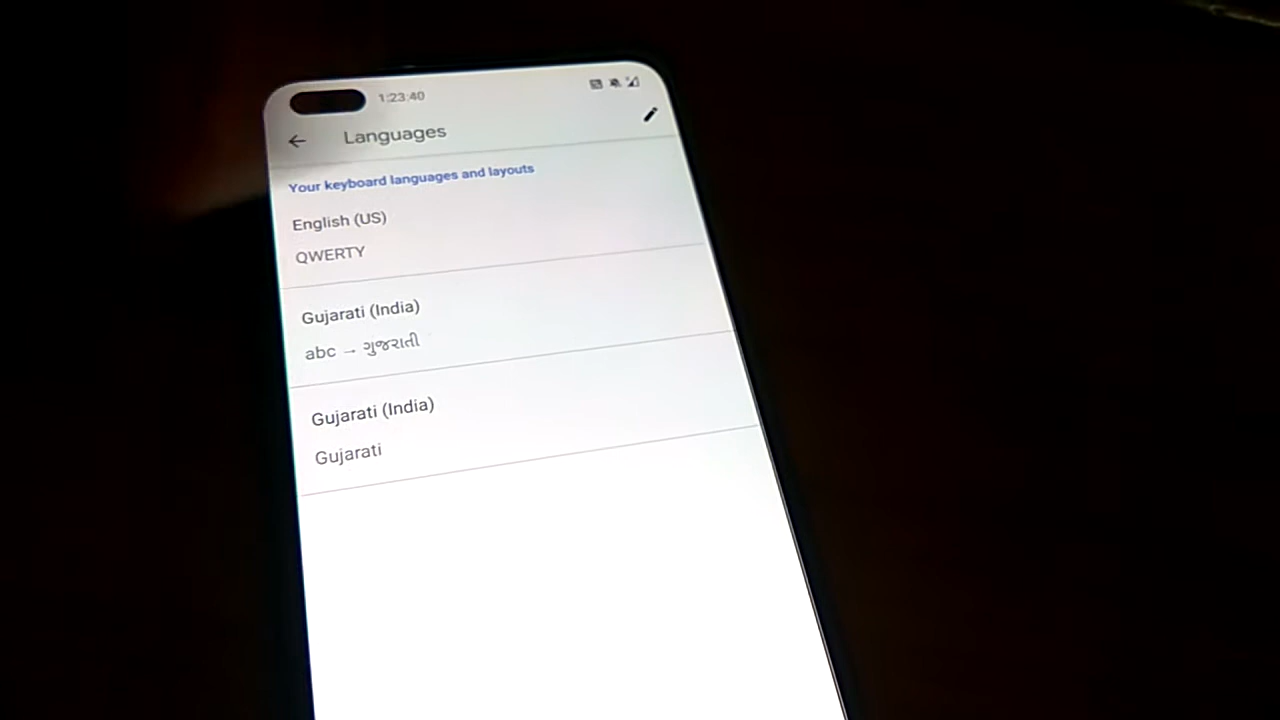 1:23:40
Languages
Your keyboard languages and layouts
English (US)
QWERTY
Gujarati (India)
abc → ગુજરાતી
Gujarati (India)
Gujarati